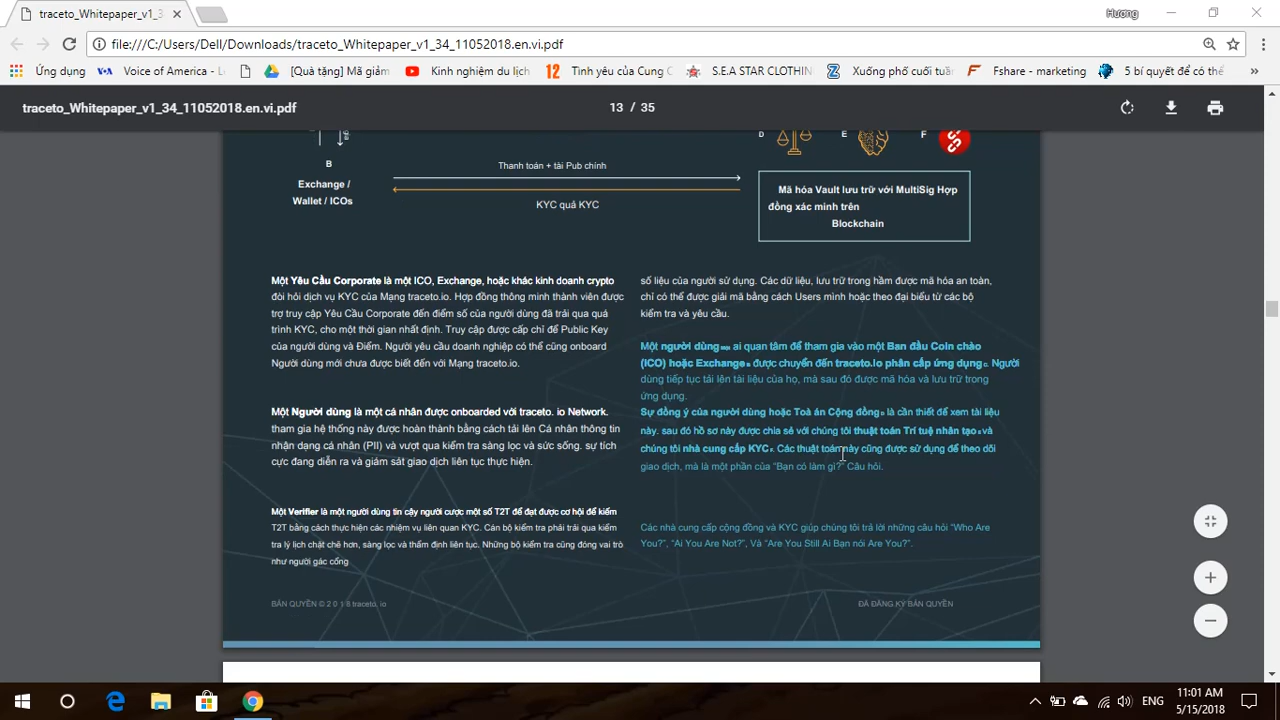 traceto_Whitepaper_v1_3
Hương
file:///C:/Users/Dell/Downloads/traceto_Whitepaper_v1_34_11052018.en.vi.pdf
Ứng dụng
VOA
Voice of America - L
[Quà tặng] Mã giảm
Kinh nghiệm du lịch
12
Tình yêu của Cung C
S.E.A STAR CLOTHIN
Xuống phố cuối tuần
Fshare - marketing
5 bí quyết để có thể
traceto_Whitepaper_v1_34_11052018.en.vi.pdf
13 / 35
D
E
F
Thanh toán + tài Pub chính
B
Exchange /
Wallet / ICOs
KYC quả KYC
Mã hóa Vault lưu trữ với MultiSig Hợp
đồng xác minh trên
Blockchain
Một Yêu Cầu Corporate là một ICO, Exchange, hoặc khác kinh doanh crypto
đòi hỏi dịch vụ KYC của Mạng traceto.io. Hợp đồng thông minh thành viên được
trợ truy cập Yêu Cầu Corporate đến điểm số của người dùng đã trải qua quá
trình KYC, cho một thời gian nhất định. Truy cập được cấp chỉ để Public Key
của người dùng và Điểm. Người yêu cầu doanh nghiệp có thể cũng onboard
Người dùng mới chưa được biết đến với Mạng traceto.io.
Một Người dùng là một cá nhân được onboarded với traceto. io Network.
tham gia hệ thống này được hoàn thành bằng cách tải lên Cá nhân thông tin
nhận dạng cá nhân (PII) và vượt qua kiểm tra sàng lọc và sức sống. sự tích
cực đang diễn ra và giám sát giao dịch liên tục thực hiện.
Một Verifier là một người dùng tin cậy người cược một số T2T để đạt được cơ hội để kiếm
T2T bằng cách thực hiện các nhiệm vụ liên quan KYC. Cán bộ kiểm tra phải trải qua kiểm
tra lý lịch chặt chẽ hơn, sàng lọc và thẩm định liên tục. Những bộ kiểm tra cũng đóng vai trò
như người gác cổng
số liệu của người sử dụng. Các dữ liệu, lưu trữ trong hầm được mã hóa an toàn,
chỉ có thể được giải mã bằng cách Users mình hoặc theo đại biểu từ các bộ
kiểm tra và yêu cầu.
Một người dùng ai quan tâm để tham gia vào một Ban đầu Coin chào
(ICO) hoặc Exchange được chuyển đến traceto.Io phân cấp ứng dụng . Người
dùng tiếp tục tải lên tài liệu của họ, mà sau đó được mã hóa và lưu trữ trong
ứng dụng.
Sự đồng ý của người dùng hoặc Toà án Cộng đồng là cần thiết để xem tài liệu
này. sau đó hồ sơ này được chia sẻ với chúng tôi thuật toán Trí tuệ nhân tạo và
chúng tôi nhà cung cấp KYC . Các thuật toán này cũng được sử dụng để theo dõi
giao dịch, mà là một phần của “Bạn có làm gì?” Câu hỏi.
Các nhà cung cấp cộng đồng và KYC giúp chúng tôi trả lời những câu hỏi “Who Are
You?”, “Ai You Are Not?”, Và “Are You Still Ai Bạn nói Are You?”.
BẢN QUYỀN © 2 0 1 8 traceto. io
ĐÃ ĐĂNG KÝ BẢN QUYỀN
ENG
11:01 AM
5/15/2018